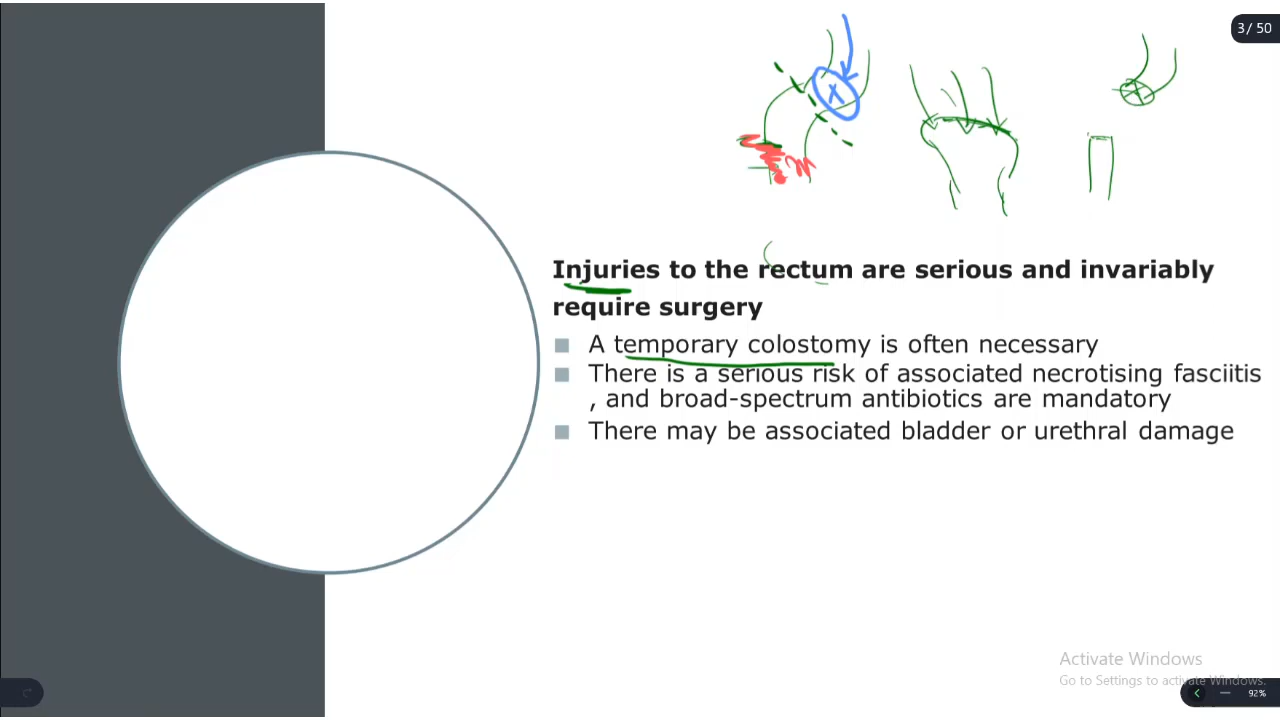 3 / 50
Injuries to the rectum are serious and invariably
require surgery
A temporary colostomy is often necessary
There is a serious risk of associated necrotising fasciitis
, and broad-spectrum antibiotics are mandatory
There may be associated bladder or urethral damage
Activate Windows
Go to Settings to activate Windows.
92%